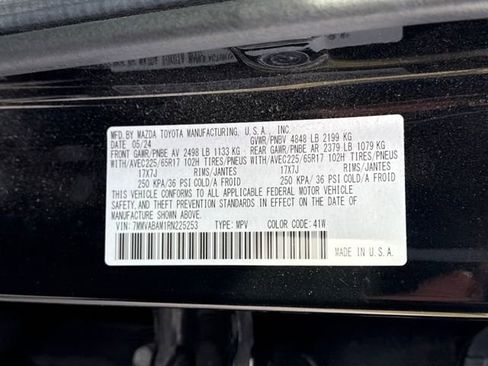 MFD. BY MAZDA TOYOTA MANUFACTURING, U.S.A., INC.
DATE: 05/24 GVWR/PNBV 4848 LB 2199 KG
FRONT GAWR/PNBE AV 2498 LB 1133 KG REAR GAWR/PNBE AR 2379 LB 1079 KG
WITH/AVEC225/65R17 102H TIRES/PNEUS WITH/AVEC225/65R17 102H TIRES/PNEUS
17X7J RIMS/JANTES 17X7J RIMS/JANTES
250 KPA/36 PSI COLD/A FROID 250 KPA/36 PSI COLD/A FROID
THIS VEHICLE CONFORMS TO ALL APPLICABLE FEDERAL MOTOR VEHICLE
SAFETY, BUMPER, AND THEFT PREVENTION STANDARDS IN EFFECT ON THE DATE OF
MANUFACTURE SHOWN ABOVE.
VIN: 7MMVABAM1RN225253 TYPE: MPV COLOR CODE: 41W
MADE IN U.S.A.